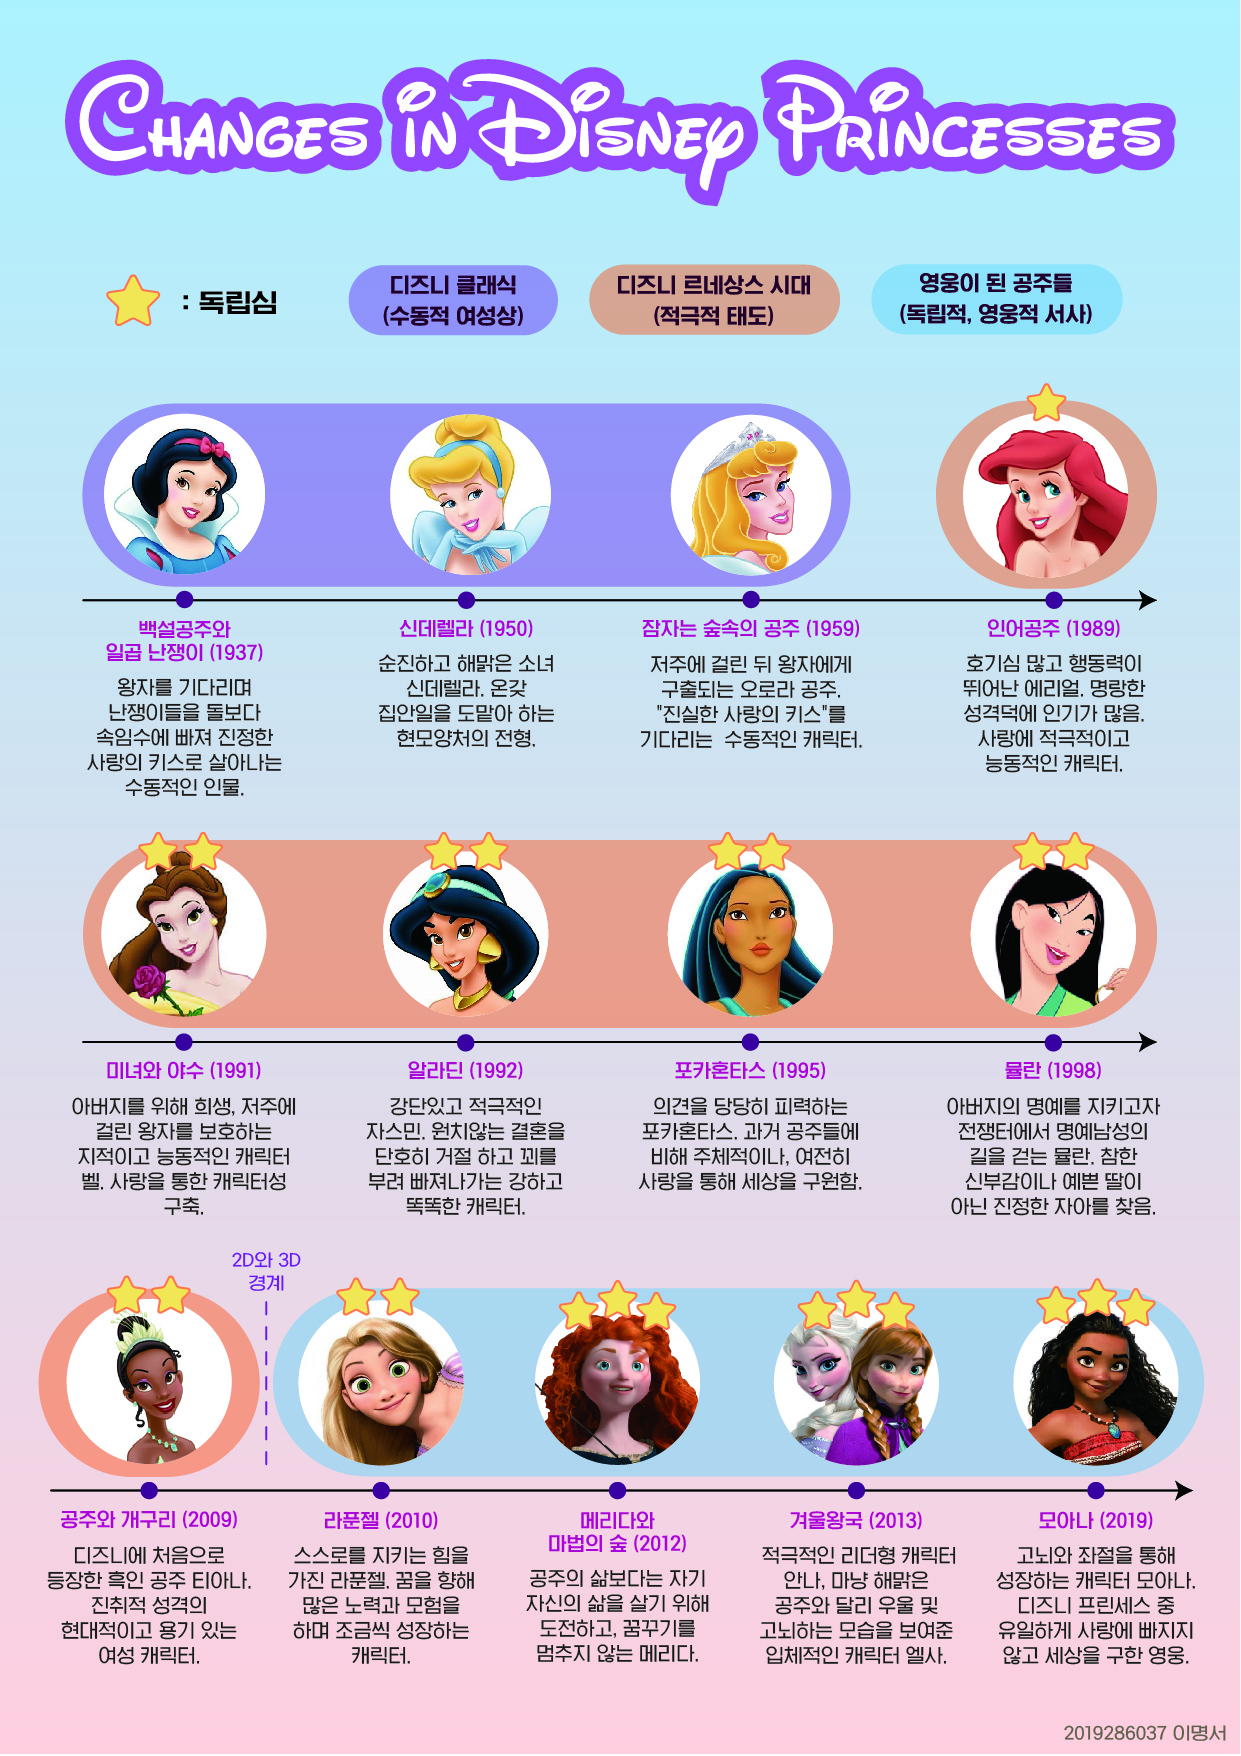 CHANGES IN DISNEY PRINCESSES
: 독립심
디즈니 클래식
(수동적 여성상)
디즈니 르네상스 시대
(적극적 태도)
영웅이 된 공주들
(독립적, 영웅적 서사)
백설공주와
일곱 난쟁이 (1937)
왕자를 기다리며
난쟁이들을 돌보다
속임수에 빠져 진정한
사랑의 키스로 살아나는
수동적인 인물.
신데렐라 (1950)
순진하고 해맑은 소녀
신데렐라. 온갖
집안일을 도맡아 하는
현모양처의 전형.
잠자는 숲속의 공주 (1959)
저주에 걸린 뒤 왕자에게
구출되는 오로라 공주.
"진실한 사랑의 키스"를
기다리는 수동적인 캐릭터.
인어공주 (1989)
호기심 많고 행동력이
뛰어난 에리얼. 명랑한
성격덕에 인기가 많음.
사랑에 적극적이고
능동적인 캐릭터.
미녀와 야수 (1991)
아버지를 위해 희생, 저주에
걸린 왕자를 보호하는
지적이고 능동적인 캐릭터
벨. 사랑을 통한 캐릭터성
구축.
알라딘 (1992)
강단있고 적극적인
자스민. 원치않는 결혼을
단호히 거절 하고 꾀를
부려 빠져나가는 강하고
똑똑한 캐릭터.
포카혼타스 (1995)
의견을 당당히 피력하는
포카혼타스. 과거 공주들에
비해 주체적이나, 여전히
사랑을 통해 세상을 구원함.
뮬란 (1998)
아버지의 명예를 지키고자
전쟁터에서 명예남성의
길을 걷는 뮬란. 참한
신부감이나 예쁜 딸이
아닌 진정한 자아를 찾음.
2D와 3D
경계
공주와 개구리 (2009)
디즈니에 처음으로
등장한 흑인 공주 티아나.
진취적 성격의
현대적이고 용기 있는
여성 캐릭터.
라푼젤 (2010)
스스로를 지키는 힘을
가진 라푼젤. 꿈을 향해
많은 노력과 모험을
하며 조금씩 성장하는
캐릭터.
메리다와
마법의 숲 (2012)
공주의 삶보다는 자기
자신의 삶을 살기 위해
도전하고, 꿈꾸기를
멈추지 않는 메리다.
겨울왕국 (2013)
적극적인 리더형 캐릭터
안나, 마냥 해맑은
공주와 달리 우울 및
고뇌하는 모습을 보여준
입체적인 캐릭터 엘사.
모아나 (2019)
고뇌와 좌절을 통해
성장하는 캐릭터 모아나.
디즈니 프린세스 중
유일하게 사랑에 빠지지
않고 세상을 구한 영웅.
2019286037 이명서